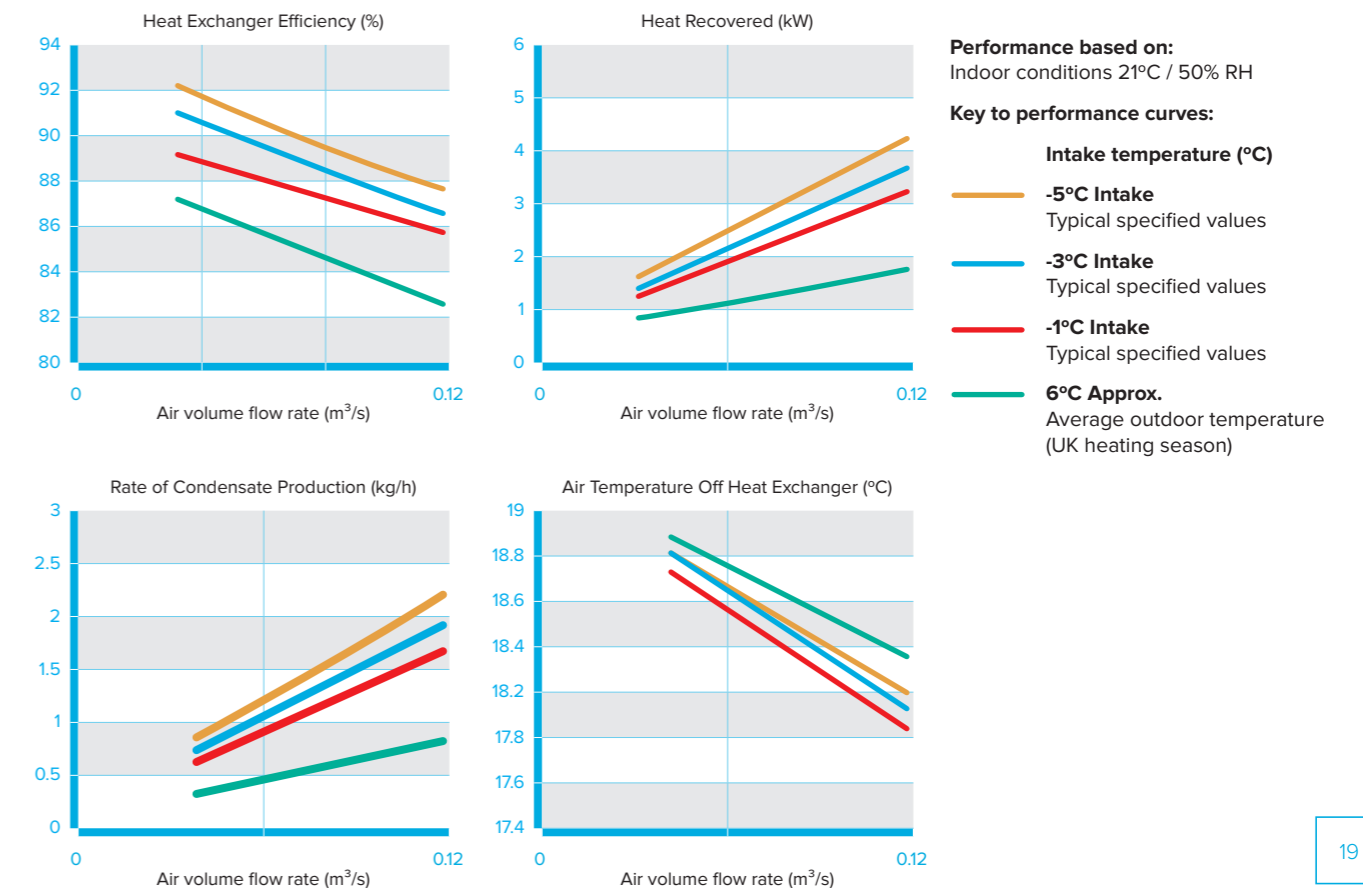 Heat Exchanger Efficiency (%)
94
92
90
88
86
84
82
80
0
0.12
Air volume flow rate (m³/s)
Heat Recovered (kW)
6
5
4
3
2
1
0
0
0.12
Air volume flow rate (m³/s)
Performance based on:
Indoor conditions 21ºC / 50% RH
Key to performance curves:
Intake temperature (ºC)
-5ºC Intake
Typical specified values
-3ºC Intake
Typical specified values
-1ºC Intake
Typical specified values
6ºC Approx.
Average outdoor temperature
(UK heating season)
Rate of Condensate Production (kg/h)
3
2.5
2
1.5
1
0.5
0
0
0.12
Air volume flow rate (m³/s)
Air Temperature Off Heat Exchanger (ºC)
19
18.8
18.6
18.4
18.2
17.8
17.6
17.4
0
0.12
Air volume flow rate (m³/s)
19